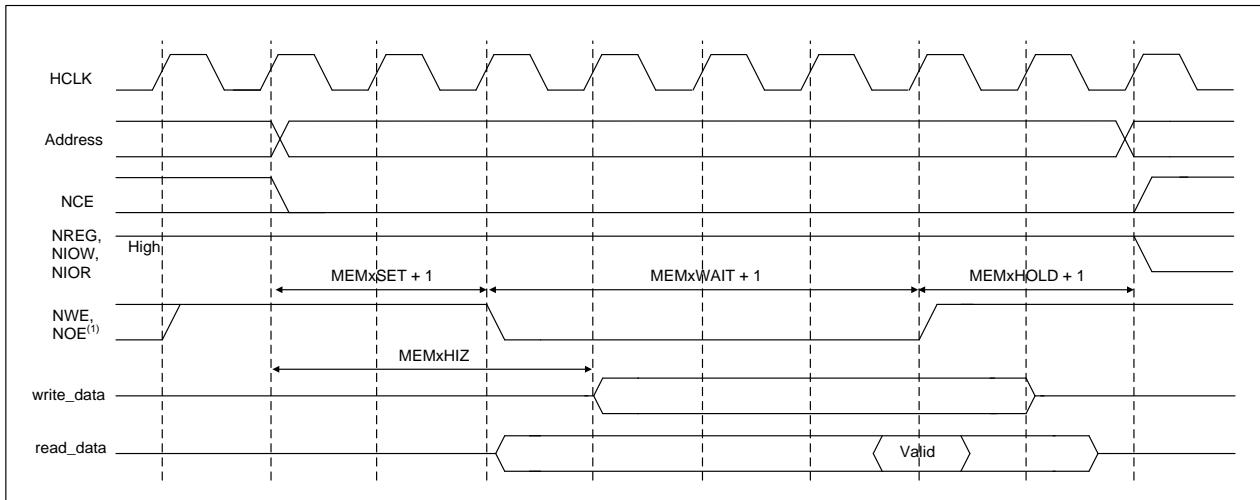 HCLK
Address
NCE
NREG,
NIOW,
NIOR
High
MEMxSET + 1
MEMxWAIT + 1
MEMxHOLD + 1
NWE,
NOE(1)
MEMxHIZ
write_data
read_data
Valid